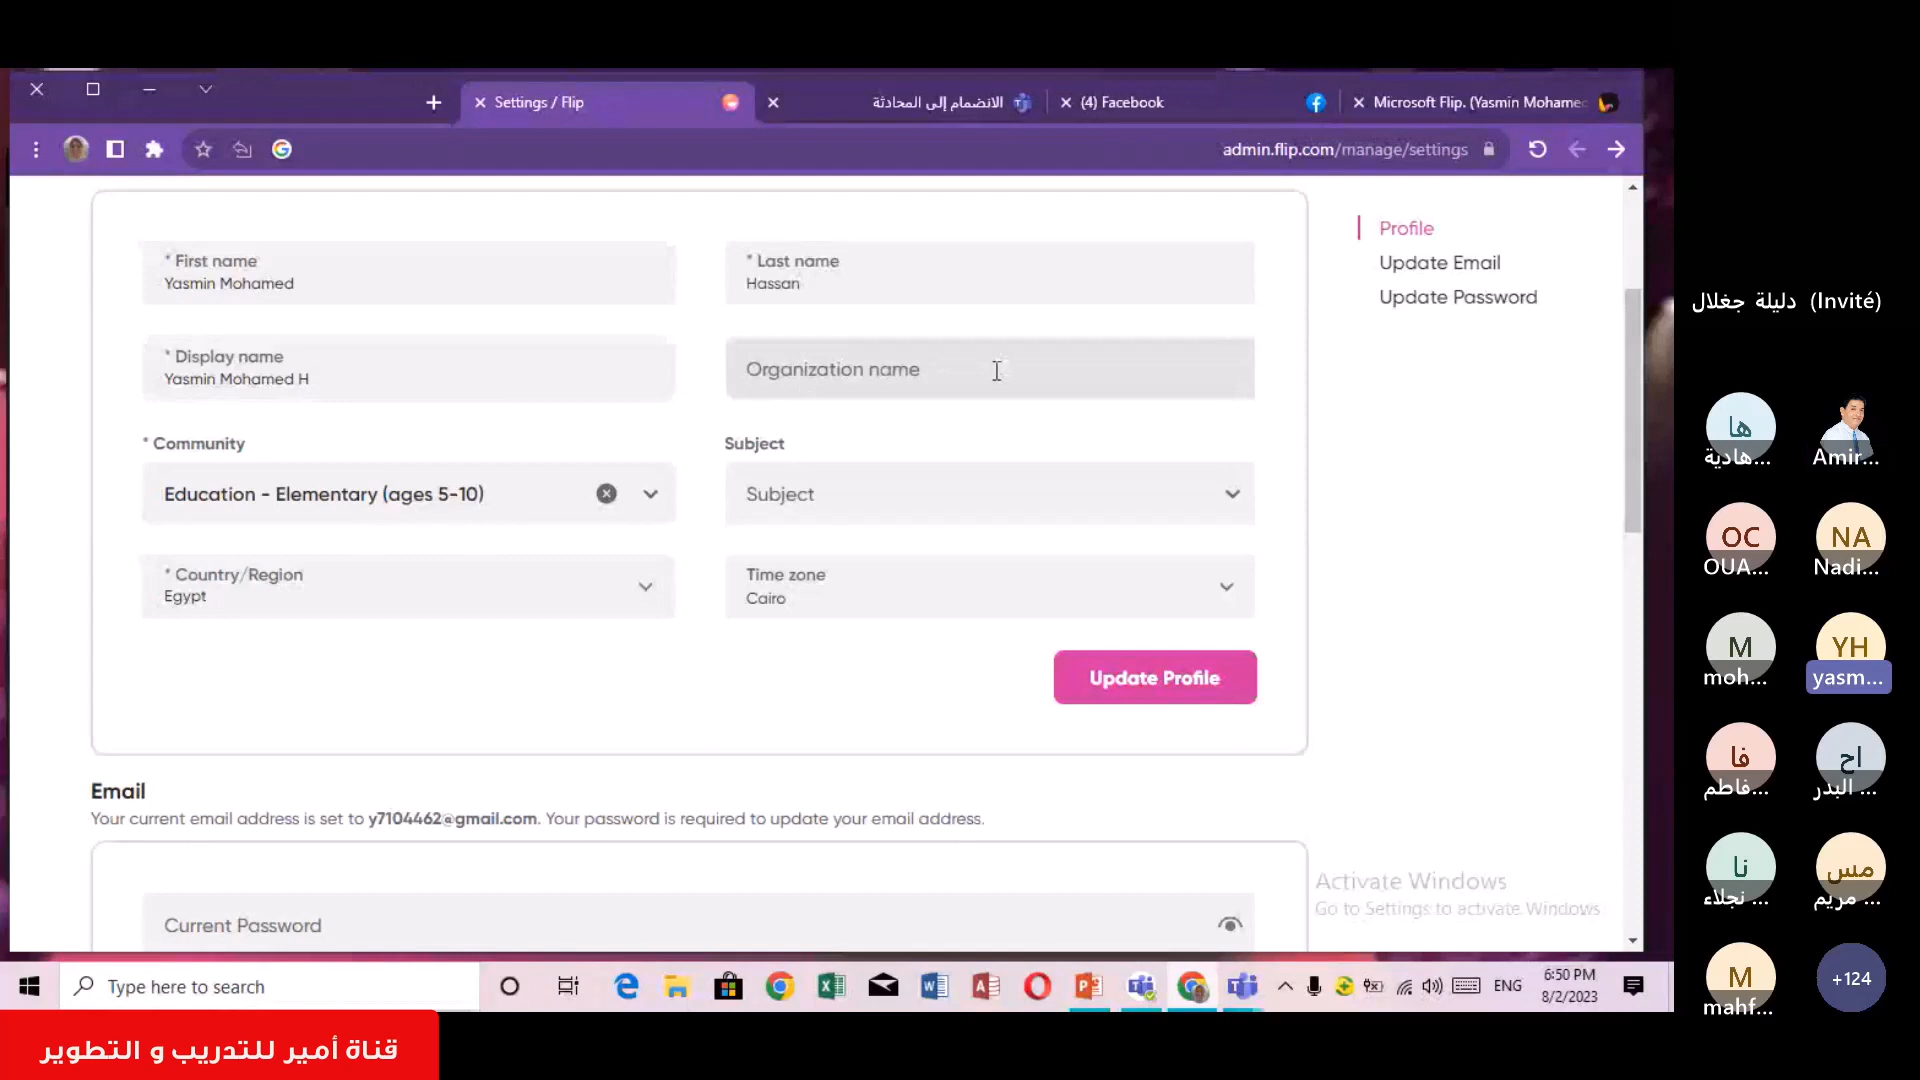 Settings / Flip
الانضمام إلى المحادثة
(4) Facebook
Microsoft Flip. (Yasmin Mohamed
admin.flip.com/manage/settings
* First name
Yasmin Mohamed
* Last name
Hassan
* Display name
Yasmin Mohamed H
Organization name
* Community
Education - Elementary (ages 5-10)
Subject
Subject
* Country/Region
Egypt
Time zone
Cairo
Update Profile
Profile
Update Email
Update Password
Email
Your current email address is set to y7104462@gmail.com. Your password is required to update your email address.
Current Password
Activate Windows
Go to Settings to activate Windows.
Type here to search
ENG
6:50 PM
8/2/2023
دليلة جغلال (Invité)
ها
هادية...
Amir...
OC
OUA...
NA
Nadi...
M
moh...
YH
yasm...
فا
فاطم...
اح
البدر ...
نا
نجلاء ...
مس
مريم ...
M
mahf...
+124
قناة أمير للتدريب و التطوير